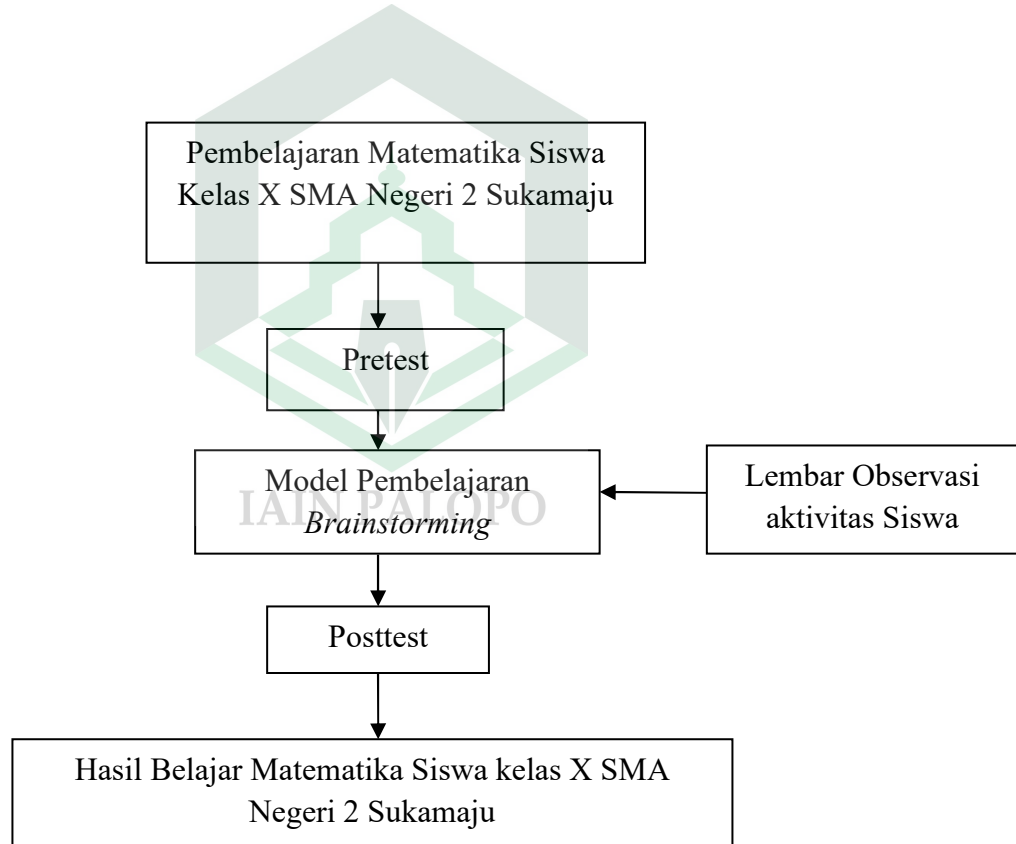 Pembelajaran Matematika Siswa
Kelas X SMA Negeri 2 Sukamaju
Pretest
Model Pembelajaran
Brainstorming
IAIN PALOPO
Lembar Observasi
aktivitas Siswa
Posttest
Hasil Belajar Matematika Siswa kelas X SMA
Negeri 2 Sukamaju